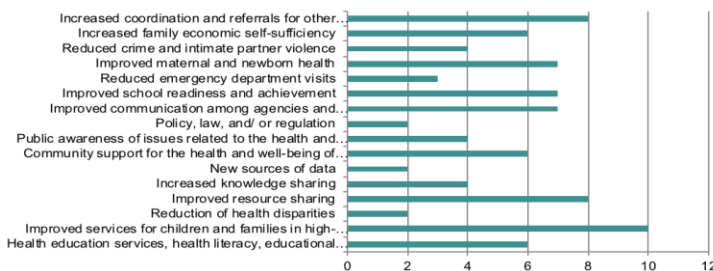 Increased coordination and referrals for other...
Increased family economic self-sufficiency
Reduced crime and intimate partner violence
Improved maternal and newborn health
Reduced emergency department visits
Improved school readiness and achievement
Improved communication among agencies and...
Policy, law, and/ or regulation
Public awareness of issues related to the health and...
Community support for the health and well-being of...
New sources of data
Increased knowledge sharing
Improved resource sharing
Reduction of health disparities
Improved services for children and families in high-...
Health education services, health literacy, educational...
0 2 4 6 8 10 12